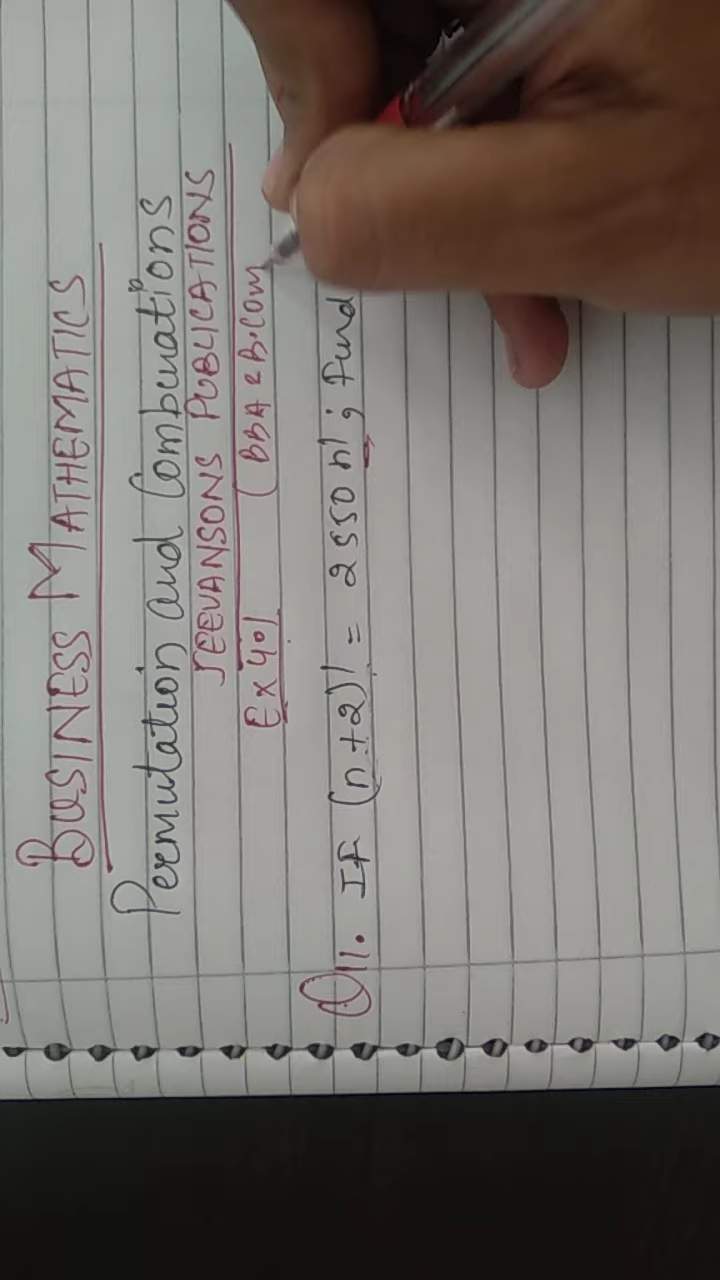 BUSINESS MATHEMATICS
Permutation and Combinations
JEEVANSONS PUBLICATIONS
Ex 4.1 (BBA & B.COM
Q11. IF (n+2)! = 2550 n! ; Find